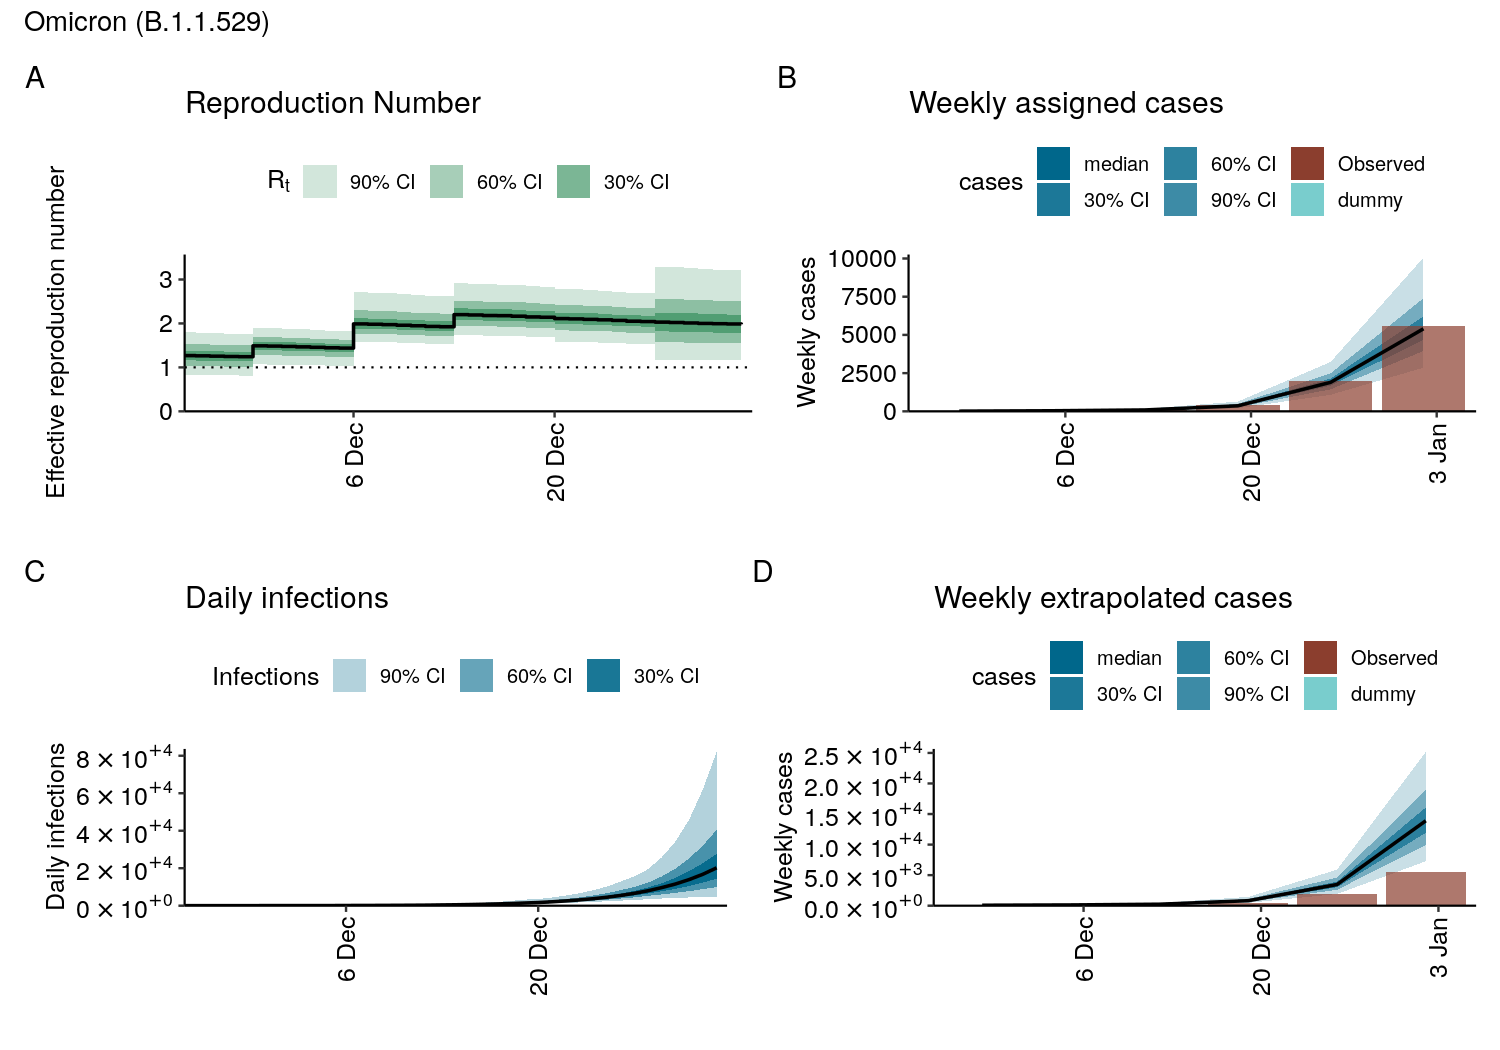 Omicron (B.1.1.529)
A
Reproduction Number
Rt 90% CI 60% CI 30% CI
Effective reproduction number
3
2
1
0
6 Dec 20 Dec
B
Weekly assigned cases
cases
median 60% CI Observed
30% CI 90% CI dummy
Weekly cases
10000
7500
5000
2500
0
6 Dec 20 Dec 3 Jan
C
Daily infections
Infections 90% CI 60% CI 30% CI
Daily infections
8 × 10⁺⁴
6 × 10⁺⁴
4 × 10⁺⁴
2 × 10⁺⁴
0 × 10⁺⁰
6 Dec 20 Dec
D
Weekly extrapolated cases
cases
median 60% CI Observed
30% CI 90% CI dummy
Weekly cases
2.5 × 10⁺⁴
2.0 × 10⁺⁴
1.5 × 10⁺⁴
1.0 × 10⁺⁴
5.0 × 10⁺³
0.0 × 10⁺⁰
6 Dec 20 Dec 3 Jan